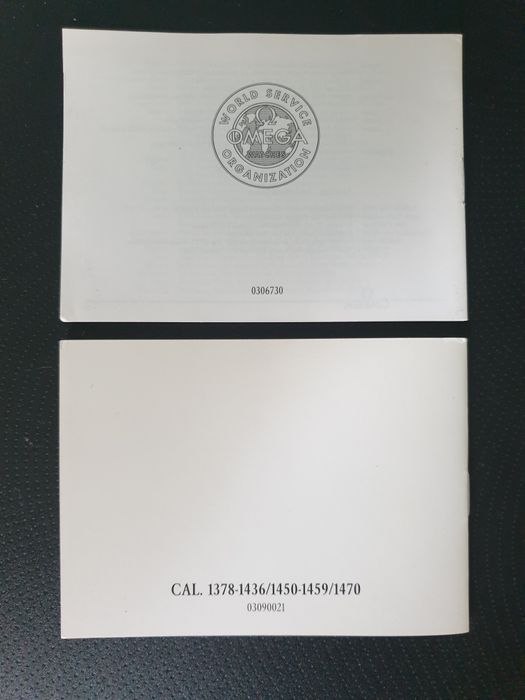 WORLD SERVICE
Ω
OMEGA
WATCHES
ORGANIZATION
0306730
CAL. 1378-1436/1450-1459/1470
03090021